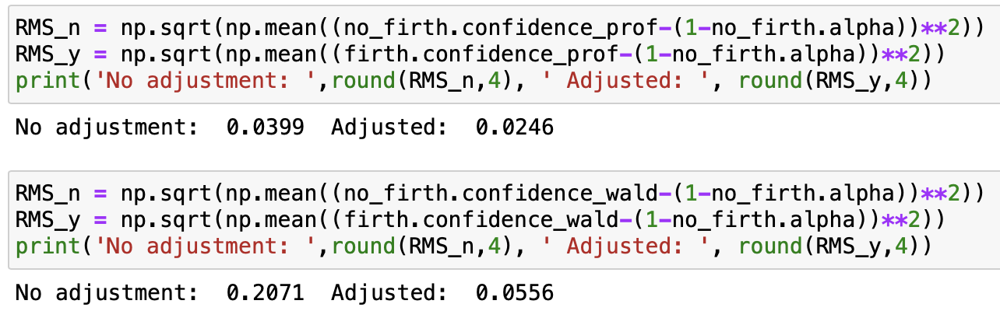 RMS_n = np.sqrt(np.mean((no_firth.confidence_prof-(1-no_firth.alpha))**2))
RMS_y = np.sqrt(np.mean((firth.confidence_prof-(1-no_firth.alpha))**2))
print('No adjustment: ',round(RMS_n,4), ' Adjusted: ', round(RMS_y,4))
No adjustment:  0.0399  Adjusted:  0.0246
RMS_n = np.sqrt(np.mean((no_firth.confidence_wald-(1-no_firth.alpha))**2))
RMS_y = np.sqrt(np.mean((firth.confidence_wald-(1-no_firth.alpha))**2))
print('No adjustment: ',round(RMS_n,4), ' Adjusted: ', round(RMS_y,4))
No adjustment:  0.2071  Adjusted:  0.0556